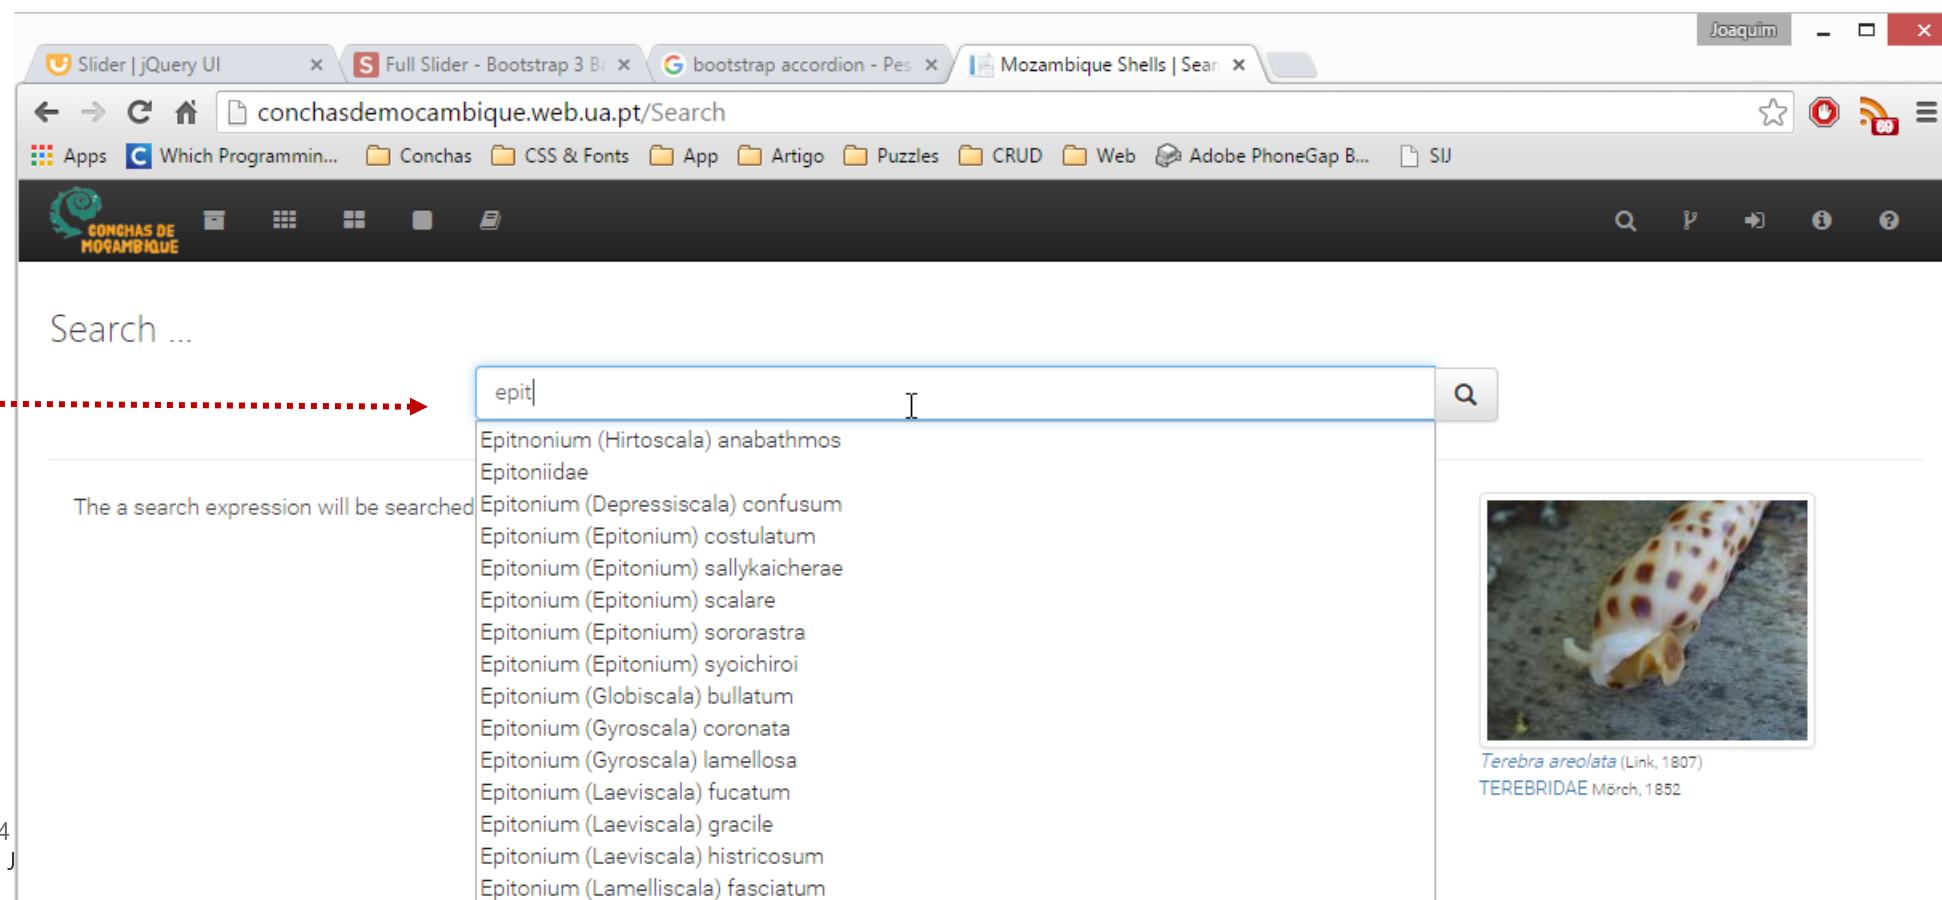 Joaquim
Slider | jQuery UI
Full Slider - Bootstrap 3 Ba
bootstrap accordion - Pes
Mozambique Shells | Sear
conchasdemocambique.web.ua.pt/Search
69
Apps
Which Programmin...
Conchas
CSS & Fonts
App
Artigo
Puzzles
CRUD
Web
Adobe PhoneGap B...
SIJ
CONCHAS DE
MOÇAMBIQUE
Search ...
epit
Epitnonium (Hirtoscala) anabathmos
Epitoniidae
Epitonium (Depressiscala) confusum
The a search expression will be searched
Epitonium (Epitonium) costulatum
Epitonium (Epitonium) sallykaicherae
Epitonium (Epitonium) scalare
Epitonium (Epitonium) sororastra
Epitonium (Epitonium) syoichiroi
Epitonium (Globiscala) bullatum
Epitonium (Gyroscala) coronata
Epitonium (Gyroscala) lamellosa
Epitonium (Laeviscala) fucatum
Epitonium (Laeviscala) gracile
Epitonium (Laeviscala) histricosum
Epitonium (Lamelliscala) fasciatum
Terebra areolata (Link, 1807)
TEREBRIDAE Mörch, 1852
4
J